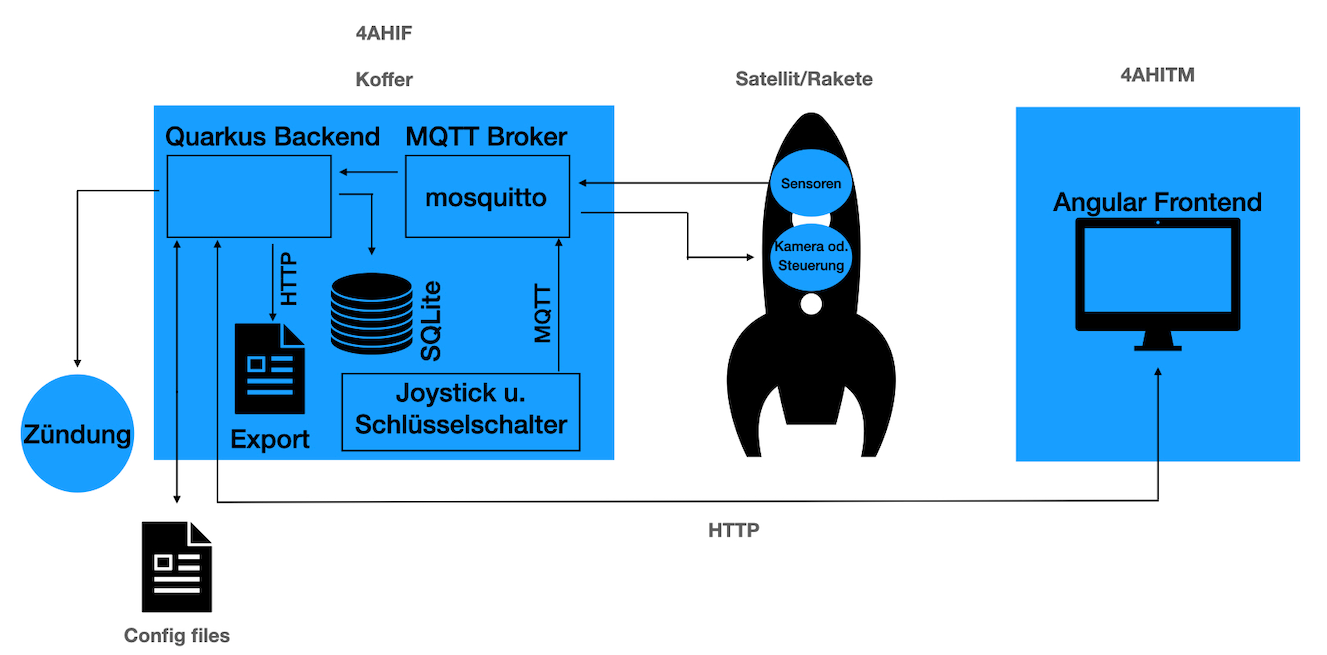 4AHIF
Koffer
Satellit/Rakete
4AHITM
Quarkus Backend
MQTT Broker
mosquitto
Sensoren
Kamera od.
Steuerung
Angular Frontend
HTTP
SQLite
MQTT
Joystick u.
Schlüsselschalter
Export
Zündung
HTTP
Config files